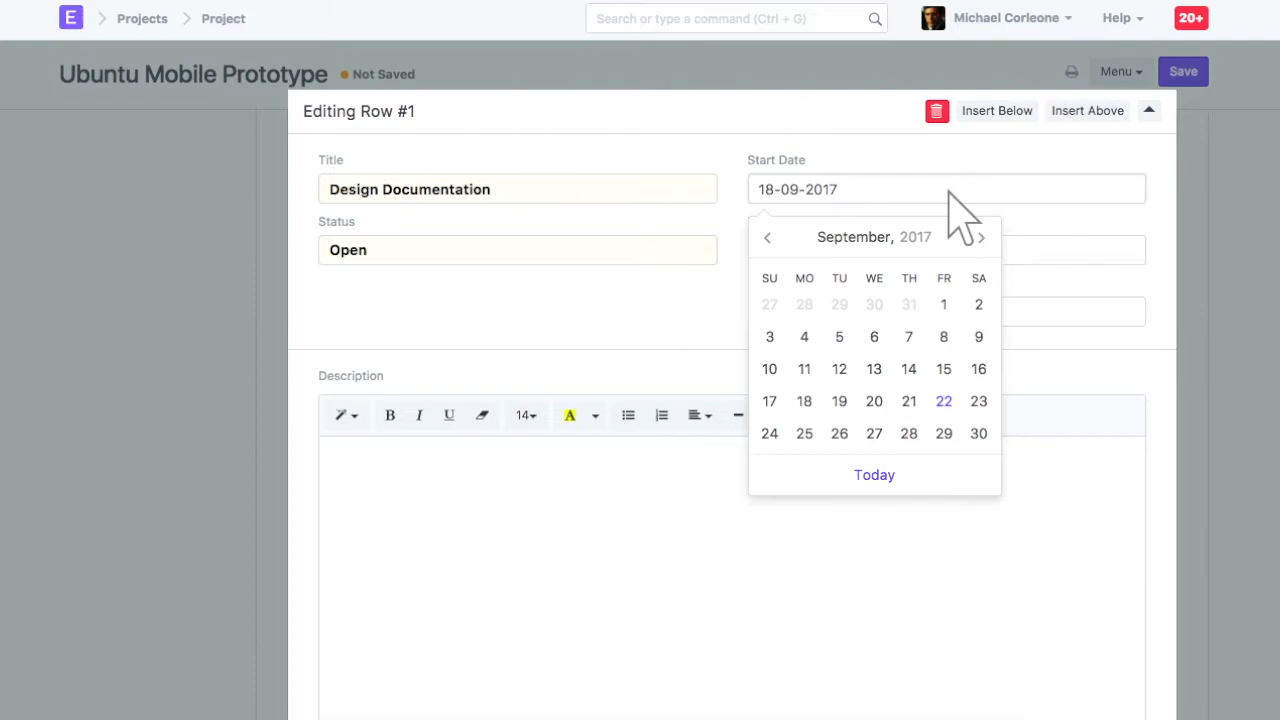 E Projects Project Search or type a command (Ctrl + G) Michael Corleone Help 20+
Ubuntu Mobile Prototype Not Saved Menu Save
Editing Row #1 Insert Below Insert Above
Title Start Date
Design Documentation 18-09-2017
Status
Open
September, 2017
SU MO TU WE TH FR SA
27 28 29 30 31 1 2
3 4 5 6 7 8 9
10 11 12 13 14 15 16
17 18 19 20 21 22 23
24 25 26 27 28 29 30
Today
Description
B I U 14 A